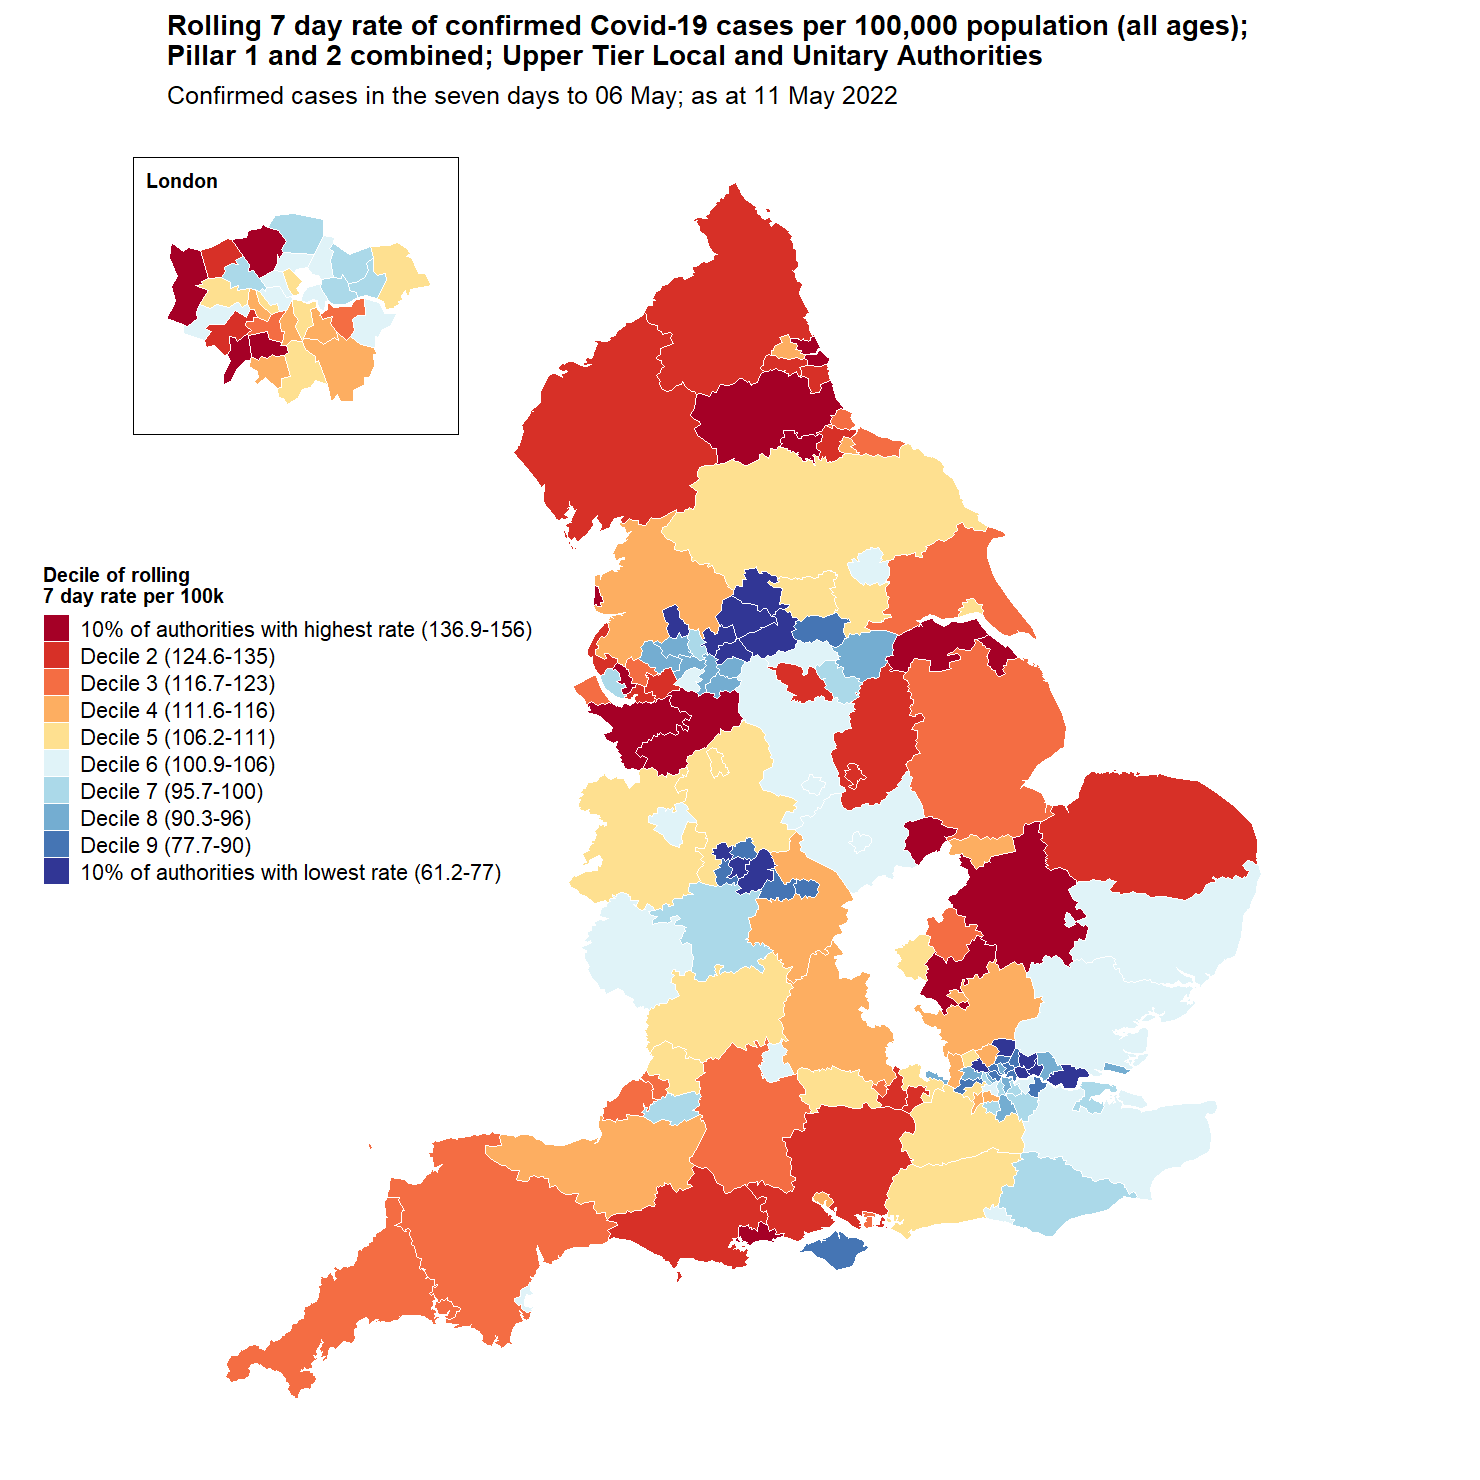 Rolling 7 day rate of confirmed Covid-19 cases per 100,000 population (all ages);
Pillar 1 and 2 combined; Upper Tier Local and Unitary Authorities
Confirmed cases in the seven days to 06 May; as at 11 May 2022
London
Decile of rolling
7 day rate per 100k
10% of authorities with highest rate (136.9-156)
Decile 2 (124.6-135)
Decile 3 (116.7-123)
Decile 4 (111.6-116)
Decile 5 (106.2-111)
Decile 6 (100.9-106)
Decile 7 (95.7-100)
Decile 8 (90.3-96)
Decile 9 (77.7-90)
10% of authorities with lowest rate (61.2-77)